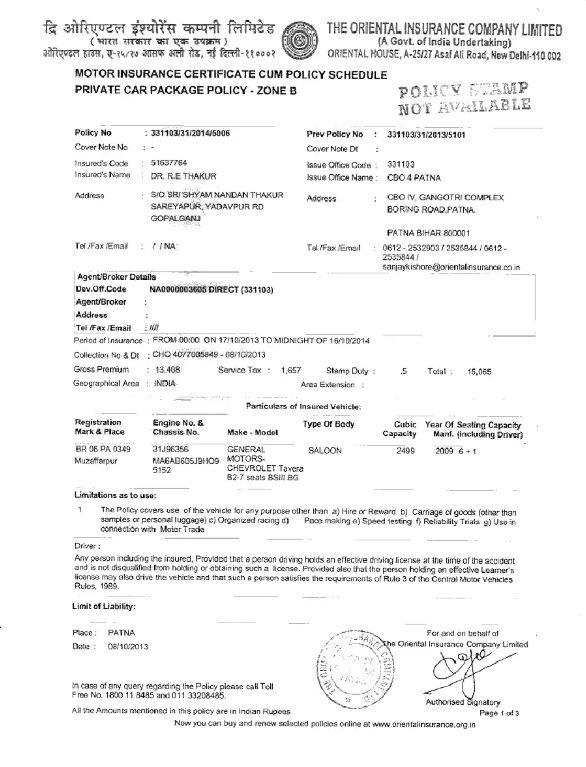 दि ओरिएण्टल इंश्योरेंस कम्पनी लिमिटेड
(भारत सरकार का एक उपक्रम)
ओरिएण्टल हाउस, ए-२५/२७ आसफ अली रोड, नई दिल्ली-११०००२
THE ORIENTAL INSURANCE COMPANY LIMITED
(A Govt. of India Undertaking)
ORIENTAL HOUSE, A-25/27 Asaf Ali Road, New Delhi-110 002
MOTOR INSURANCE CERTIFICATE CUM POLICY SCHEDULE
PRIVATE CAR PACKAGE POLICY - ZONE B
POLICY STAMP
NOT AVAILABLE
Policy No : 331103/31/2014/5006 Prev Policy No : 331103/31/2013/5101
Cover Note No : - Cover Note Dt :
Insured's Code : 51637764 Issue Office Code : 331103
Insured's Name : DR. R.E THAKUR Issue Office Name : CBO 4 PATNA
Address : S/O.SRI SHYAM NANDAN THAKUR Address : CBO IV, GANGOTRI COMPLEX
SAREYAPUR, YADAVPUR RD BORING ROAD,PATNA.
GOPALGANJ
PATNA BIHAR 800001
Tel /Fax /Email : / / NA Tel /Fax /Email : 0612 - 2532903 / 2535844 / 0612 -
2535844 /
sanjaykishore@orientalinsurance.co.in
Agent/Broker Details
Dev.Off.Code NA0000003605 DIRECT (331103)
Agent/Broker :
Address :
Tel /Fax /Email : ////
Period of Insurance : FROM 00:00 ON 17/10/2013 TO MIDNIGHT OF 16/10/2014
Collection No & Dt : CHQ 4077035849 - 08/10/2013
Gross Premium : 13,408 Service Tax : 1,657 Stamp Duty : .5 Total : 15,065
Geographical Area : INDIA Area Extension :
Particulars of Insured Vehicle:
Registration Mark & Place Engine No. & Chassis No. Make - Model Type Of Body Cubic Capacity Year Of Manf. Seating Capacity (including Driver)
BR 06 PA 0349 31J96356 GENERAL SALOON 2499 2009 6 + 1
Muzaffarpur MA6AB6G5J9HO9 MOTORS-
5152 CHEVROLET Tavera
B2-7 seats BSIII BG
Limitations as to use:
1 The Policy covers use of the vehicle for any purpose other than a) Hire or Reward b) Carriage of goods (other than
samples or personal luggage) c) Organized racing d) Pace making e) Speed testing f) Reliability Trials g) Use in
connection with Motor Trade
Driver :
Any person including the insured, Provided that a person driving holds an effective driving license at the time of the accident
and is not disqualified from holding or obtaining such a license. Provided also that the person holding an effective Learner's
license may also drive the vehicle and that such a person satisfies the requirements of Rule 3 of the Central Motor Vehicles
Rules, 1989.
Limit of Liability:
Place : PATNA For and on behalf of
Date : 08/10/2013 The Oriental Insurance Company Limited
In case of any query regarding the Policy please call Toll
Free No. 1800 11 8485 and 011 33208485.
Authorised Signatory
All the Amounts mentioned in this policy are in Indian Rupees
Page 1 of 3
Now you can buy and renew selected policies online at www.orientalinsurance.org.in